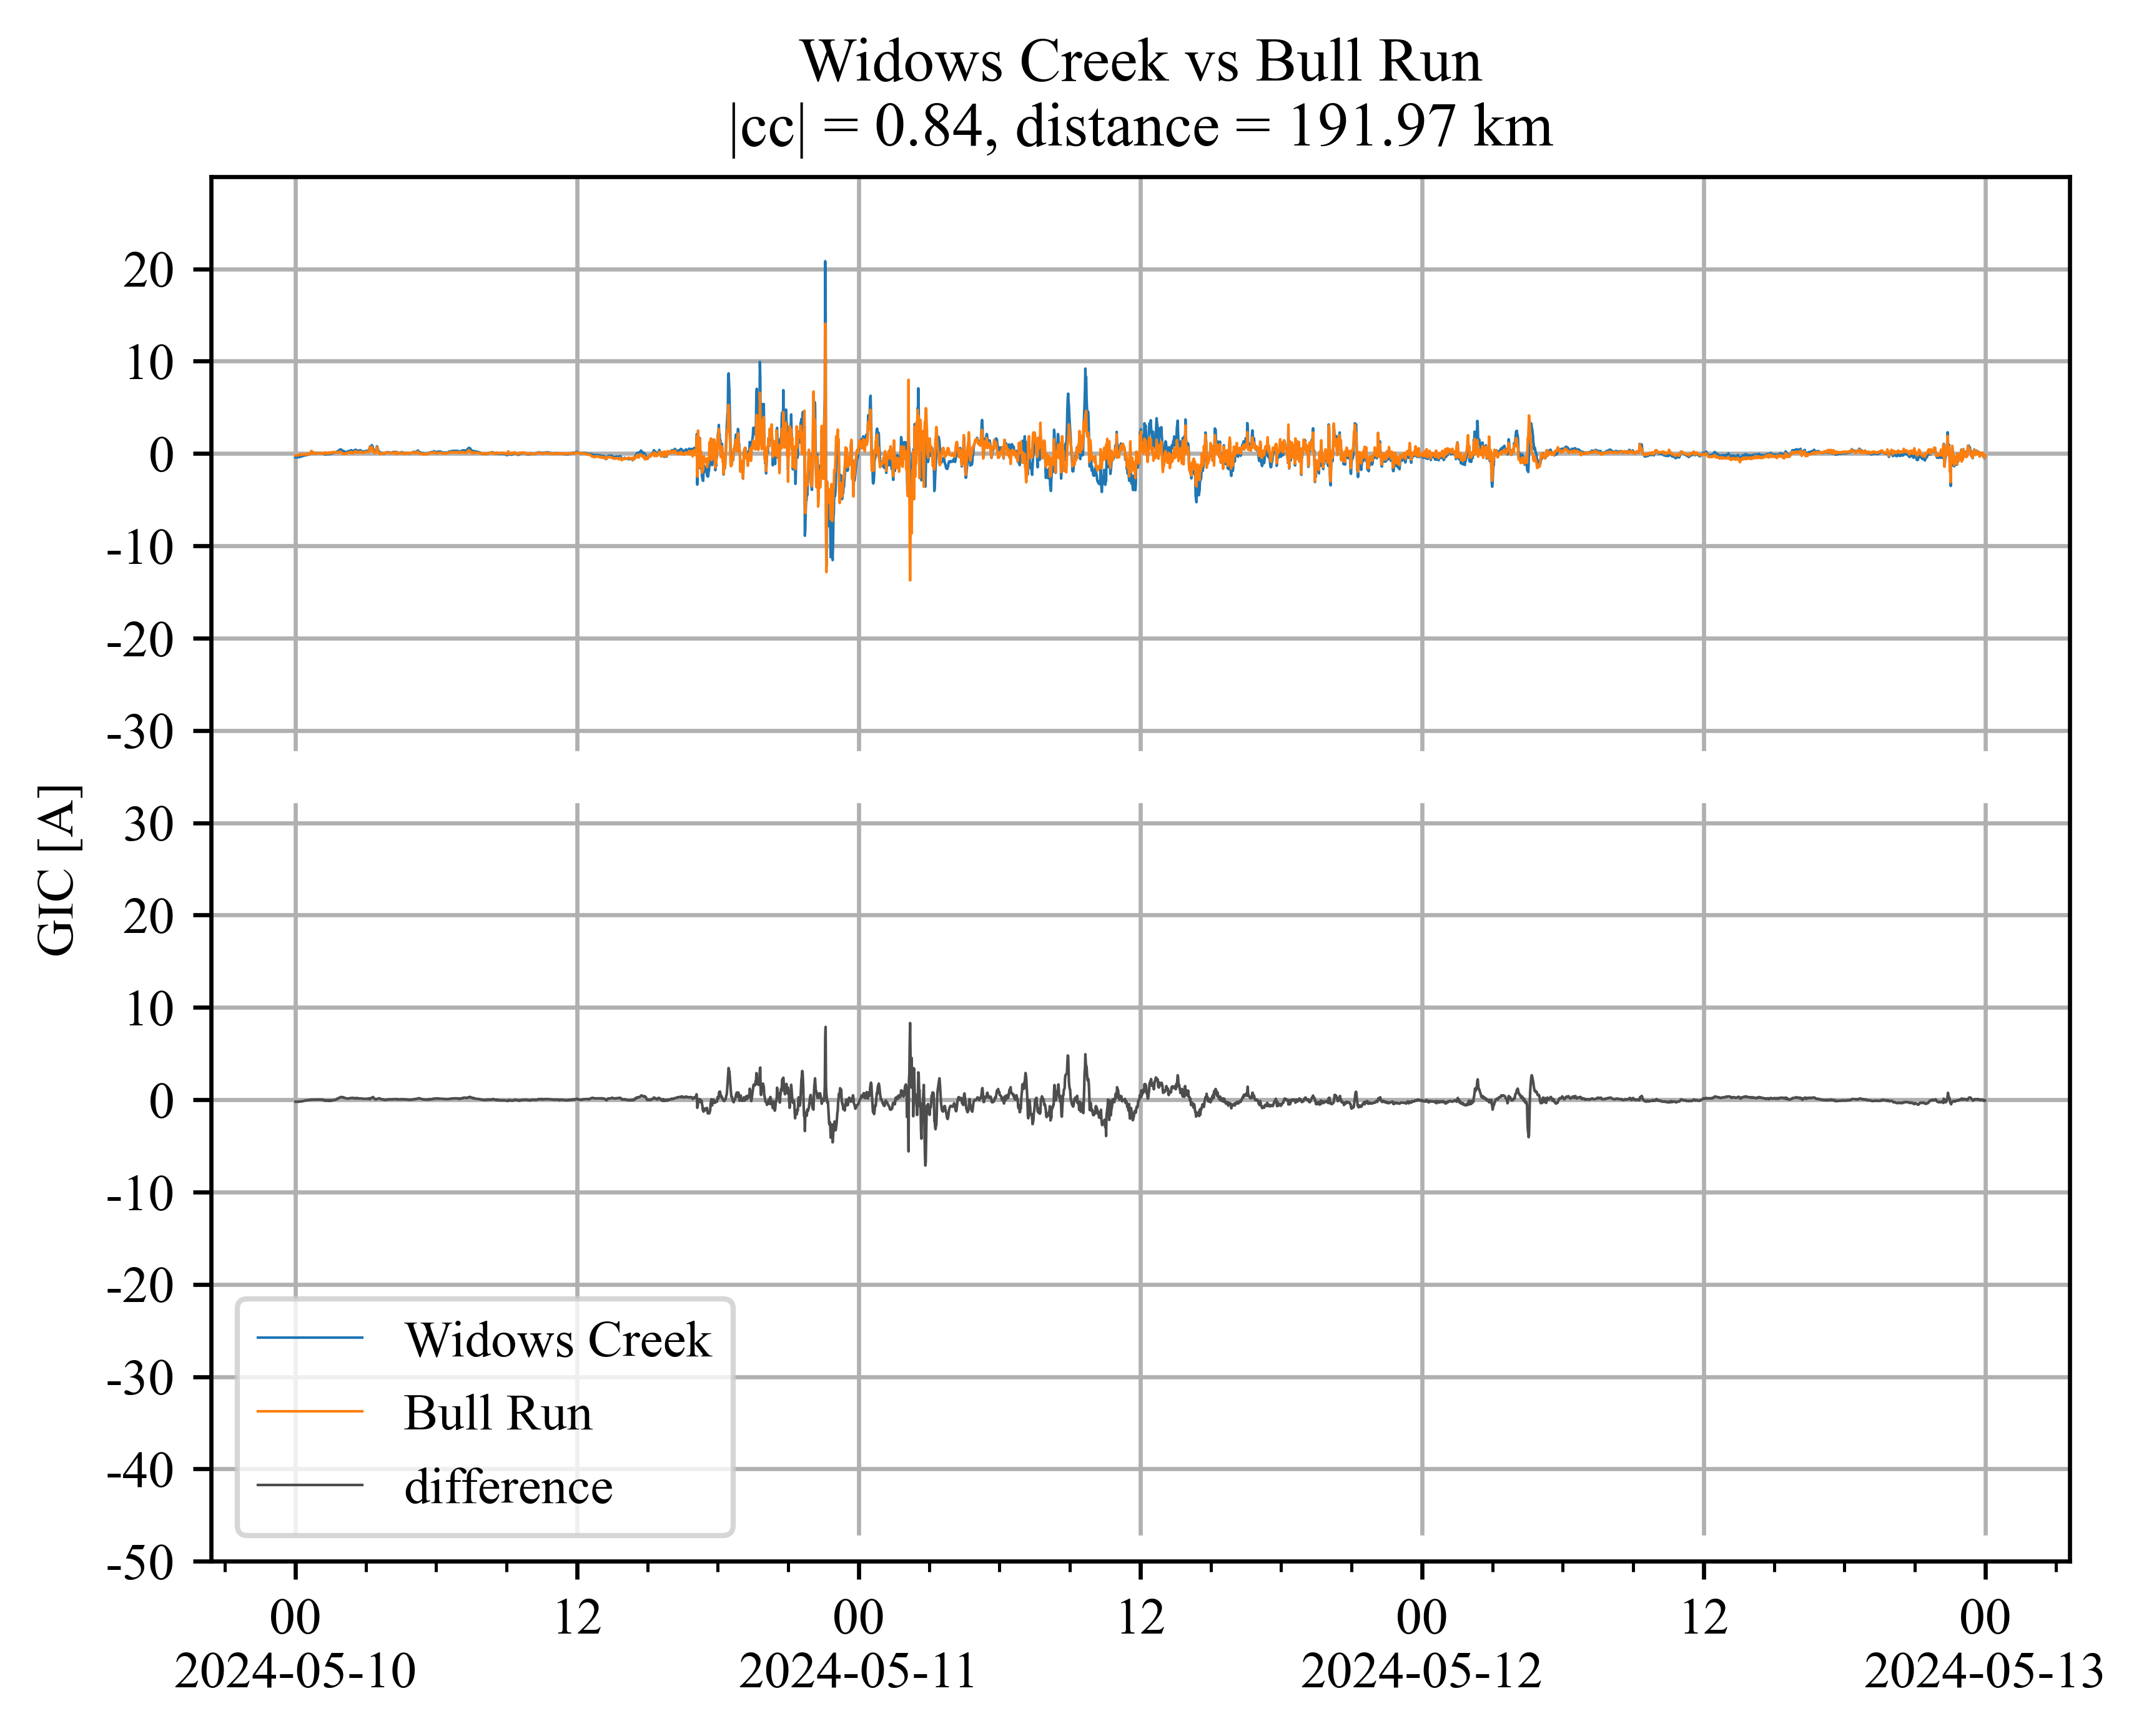 Widows Creek vs Bull Run
|cc| = 0.84, distance = 191.97 km
20
10
0
-10
-20
-30
30
20
10
0
-10
-20
-30
-40
-50
GIC [A]
Widows Creek
Bull Run
difference
00 12 00 12 00 12 00
2024-05-10 2024-05-11 2024-05-12 2024-05-13